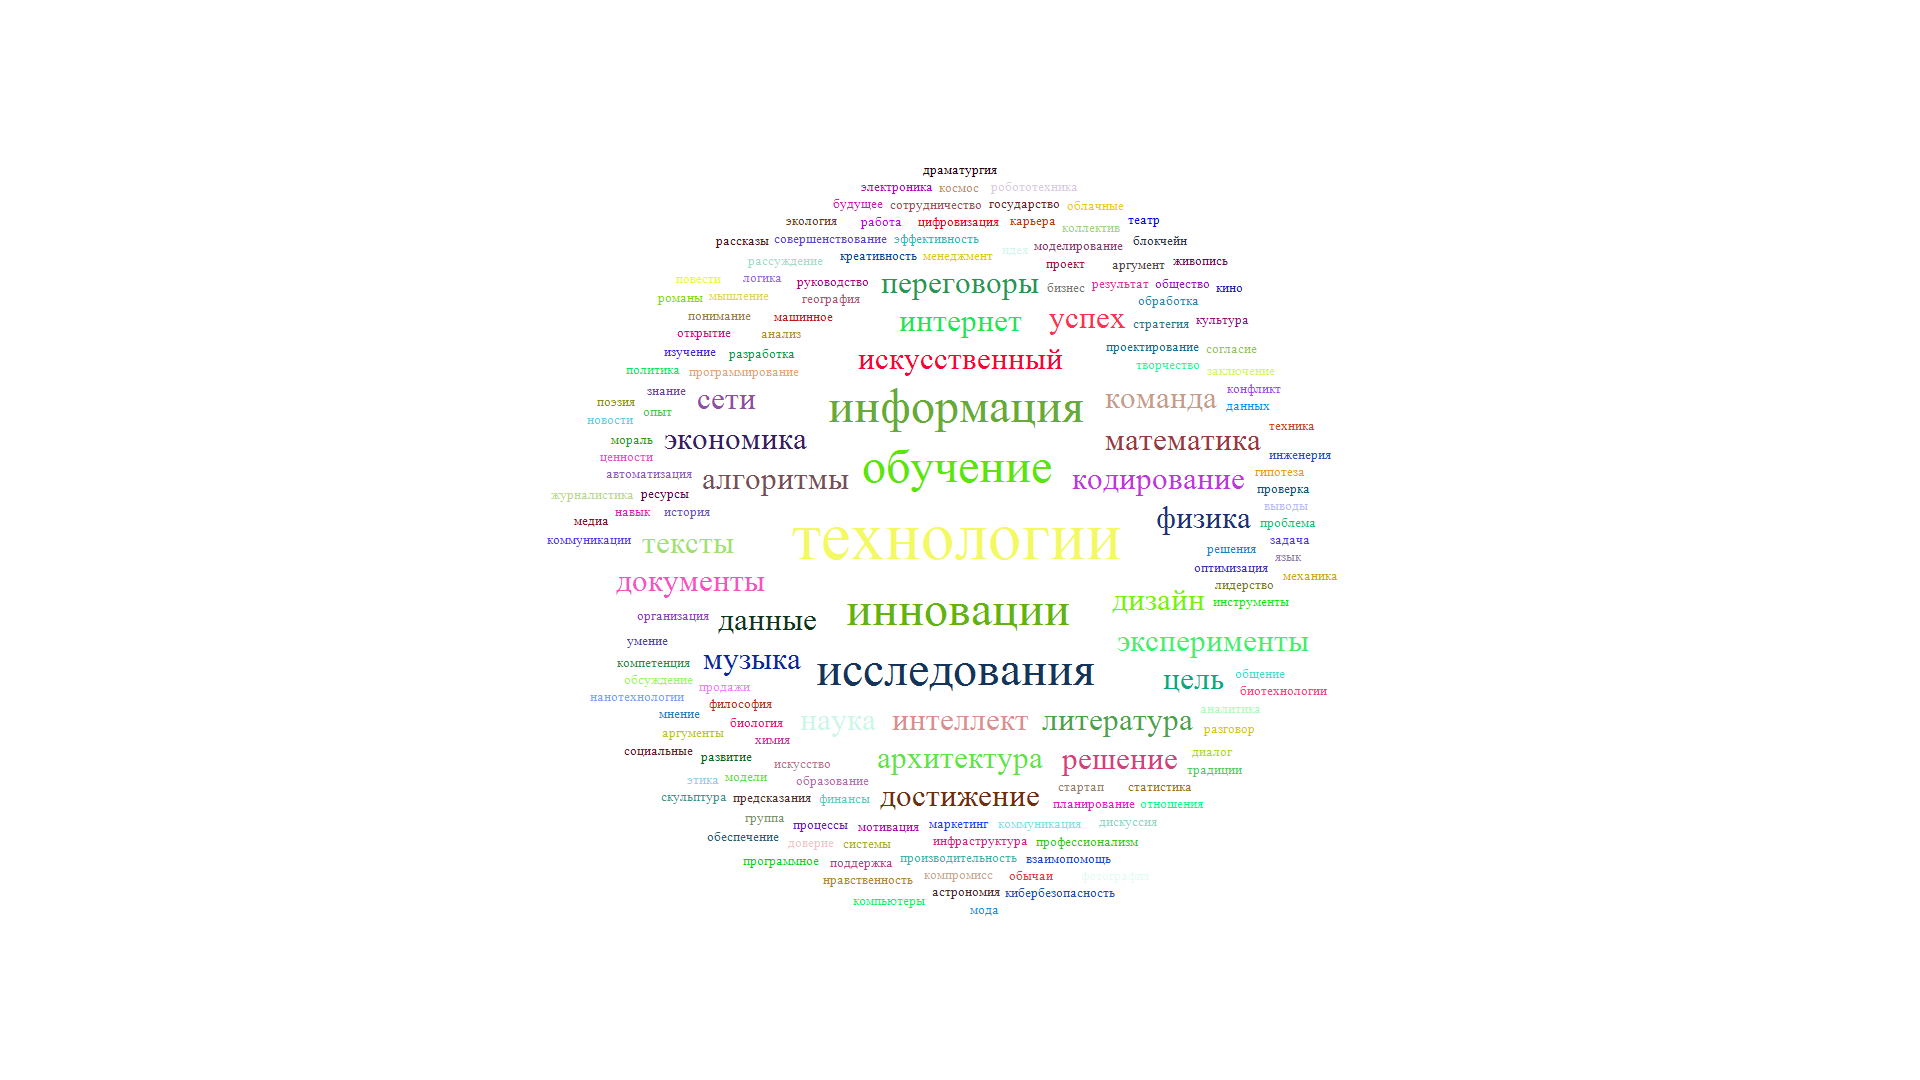 драматургия
электроника космос робототехника
будущее сотрудничество государство облачные
экология работа цифровизация карьера театр
коллектив
рассказы совершенствование эффективность идея моделирование блокчейн
рассуждение креативность менеджмент проект аргумент живопись
повести логика руководство переговоры бизнес результат общество кино
романы мышление география обработка
понимание машинное интернет успех стратегия культура
открытие анализ
изучение разработка искусственный проектирование согласие
политика программирование творчество заключение
знание сети информация команда конфликт
поэзия опыт данных
новости
мораль экономика математика техника
ценности инженерия
автоматизация алгоритмы обучение кодирование гипотеза
журналистика ресурсы проверка
навык история физика выводы
медиа проблема
коммуникации тексты технологии задача
решения язык
оптимизация
документы лидерство механика
организация данные инновации дизайн инструменты
умение эксперименты
компетенция музыка исследования цель общение
обсуждение продажи биотехнологии
нанотехнологии философия аналитика
мнение биология наука интеллект литература разговор
аргументы химия
социальные развитие искусство архитектура решение диалог
этика модели образование традиции
скульптура предсказания финансы достижение стартап статистика
планирование отношения
группа процессы мотивация маркетинг коммуникация дискуссия
обеспечение доверие системы инфраструктура профессионализм
программное поддержка производительность взаимопомощь
нравственность компромисс обычаи фотография
компьютеры астрономия кибербезопасность
мода